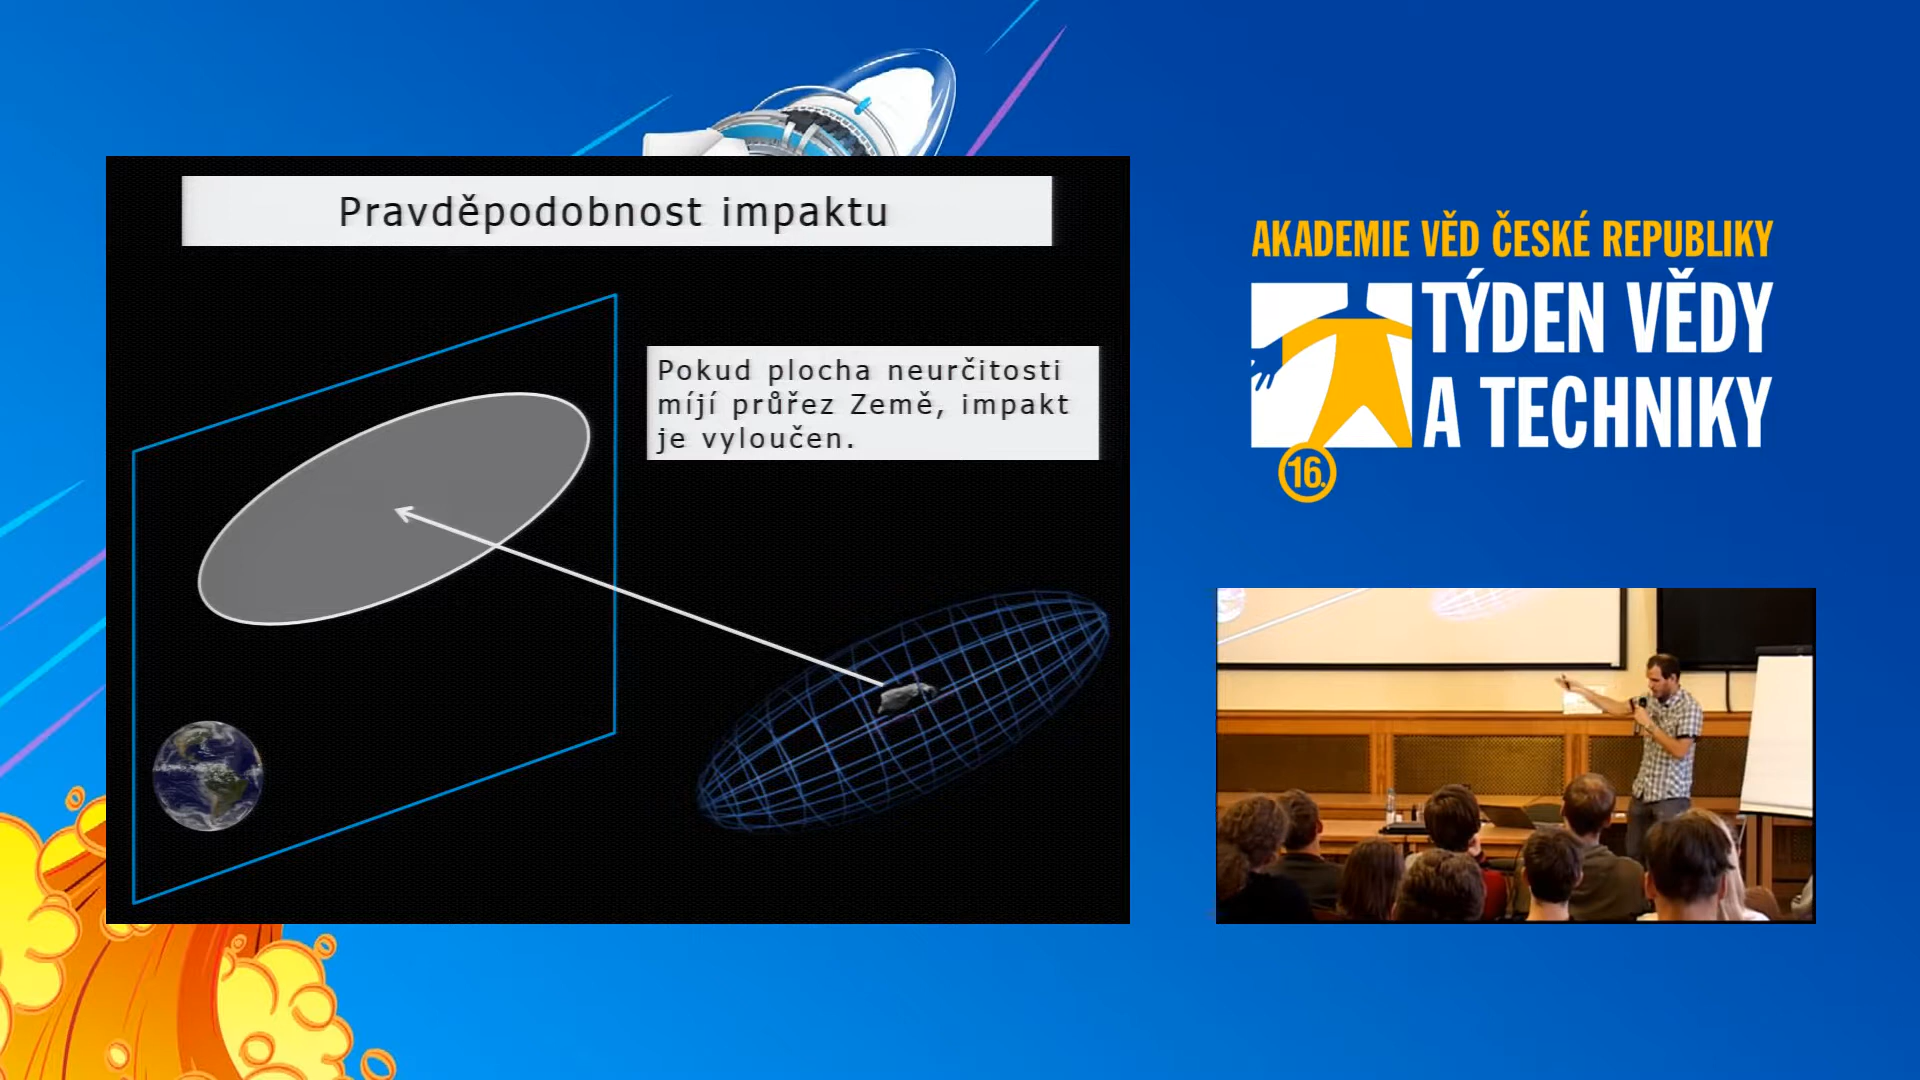 Pravděpodobnost impaktu
Pokud plocha neurčitosti
míjí průřez Země, impakt
je vyloučen.
AKADEMIE VĚD ČESKÉ REPUBLIKY
TÝDEN VĚDY
A TECHNIKY
16.